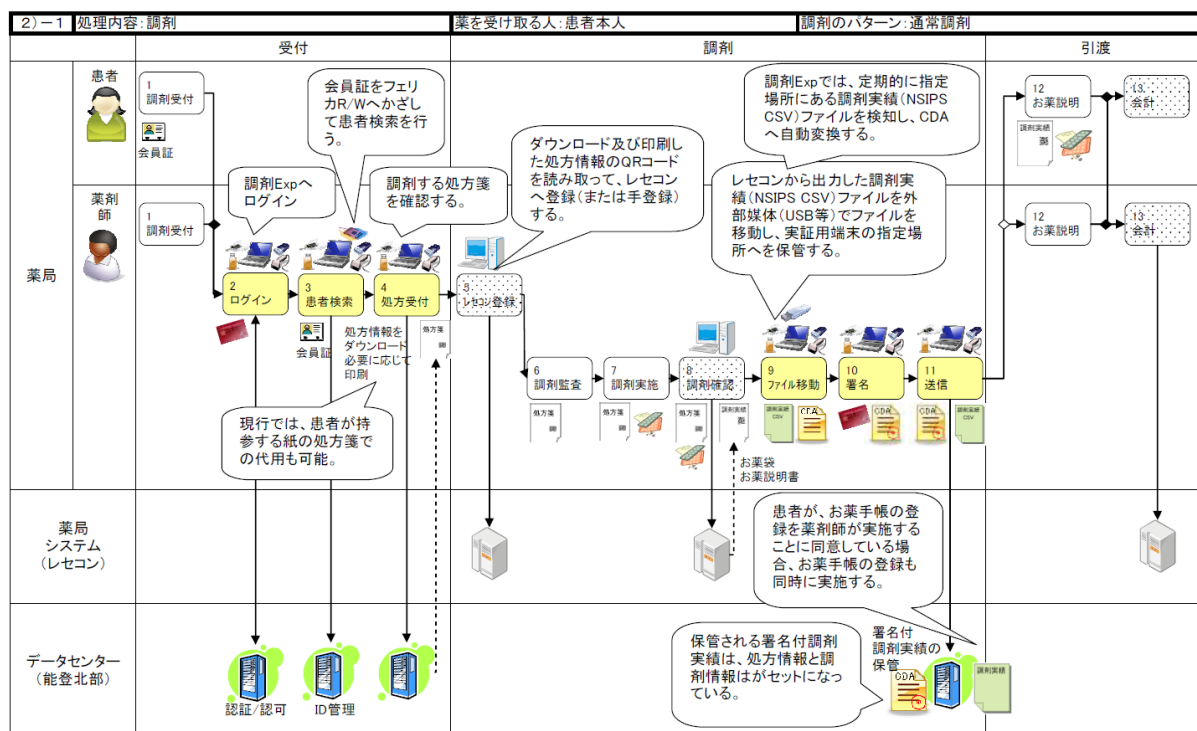 2)-1 処理内容:調剤 薬を受け取る人:患者本人 調剤のパターン:通常調剤
受付 調剤 引渡
薬局
患者
1
調剤受付
会員証
会員証をフェリ
カR/Wへかざし
て患者検索を行
う。
調剤Expでは、定期的に指定
場所にある調剤実績(NSIPS
CSV)ファイルを検知し、CDA
へ自動変換する。
12
お薬説明
調剤実績
13
会計
薬剤
師
1
調剤受付
調剤Expへ
ログイン
調剤する処方箋
を確認する。
ダウンロード及び印刷し
た処方情報のQRコード
を読み取って、レセコン
へ登録(または手登録)
する。
レセコンから出力した調剤実
績(NSIPS CSV)ファイルを外
部媒体(USB等)でファイルを
移動し、実証用端末の指定場
所へを保管する。
12
お薬説明
13
会計
2
ログイン
3
患者検索
4
処方受付
5
レセコン登録
会員証
処方情報を
ダウンロード
必要に応じて
印刷
処方箋
6
調剤監査
7
調剤実施
8
調剤確認
9
ファイル移動
10
署名
11
送信
処方箋
処方箋
処方箋
調剤実績
調剤実績
CSV
CDA
CDA
CDA
調剤実績
CSV
現行では、患者が持
参する紙の処方箋で
の代用も可能。
お薬袋
お薬説明書
薬局
システム
(レセコン)
患者が、お薬手帳の登
録を薬剤師が実施する
ことに同意している場
合、お薬手帳の登録も
同時に実施する。
データセンター
(能登北部)
認証/認可
ID管理
保管される署名付調剤
実績は、処方情報と調
剤情報はがセットになっ
ている。
署名付
調剤実績の
保管
CDA
調剤実績